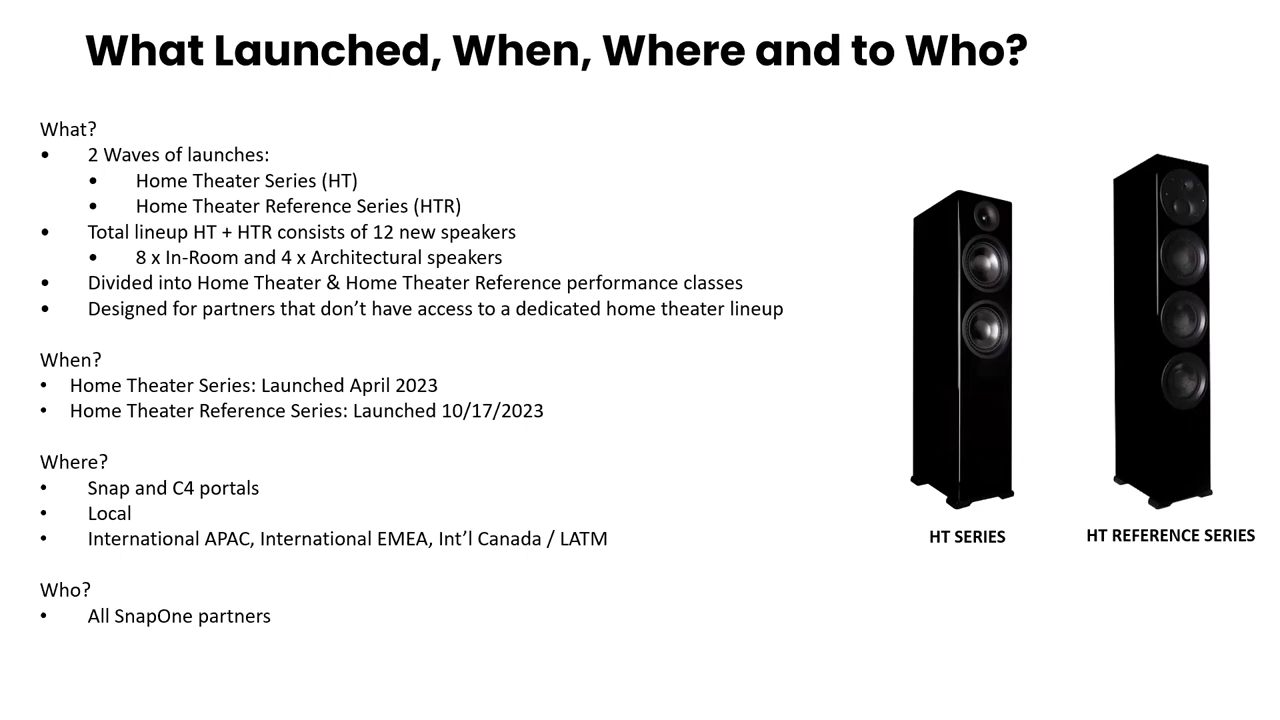 What Launched, When, Where and to Who?
What?
• 2 Waves of launches:
• Home Theater Series (HT)
• Home Theater Reference Series (HTR)
• Total lineup HT + HTR consists of 12 new speakers
• 8 x In-Room and 4 x Architectural speakers
• Divided into Home Theater & Home Theater Reference performance classes
• Designed for partners that don’t have access to a dedicated home theater lineup
When?
• Home Theater Series: Launched April 2023
• Home Theater Reference Series: Launched 10/17/2023
Where?
• Snap and C4 portals
• Local
• International APAC, International EMEA, Int’l Canada / LATM
Who?
• All SnapOne partners
HT SERIES
HT REFERENCE SERIES